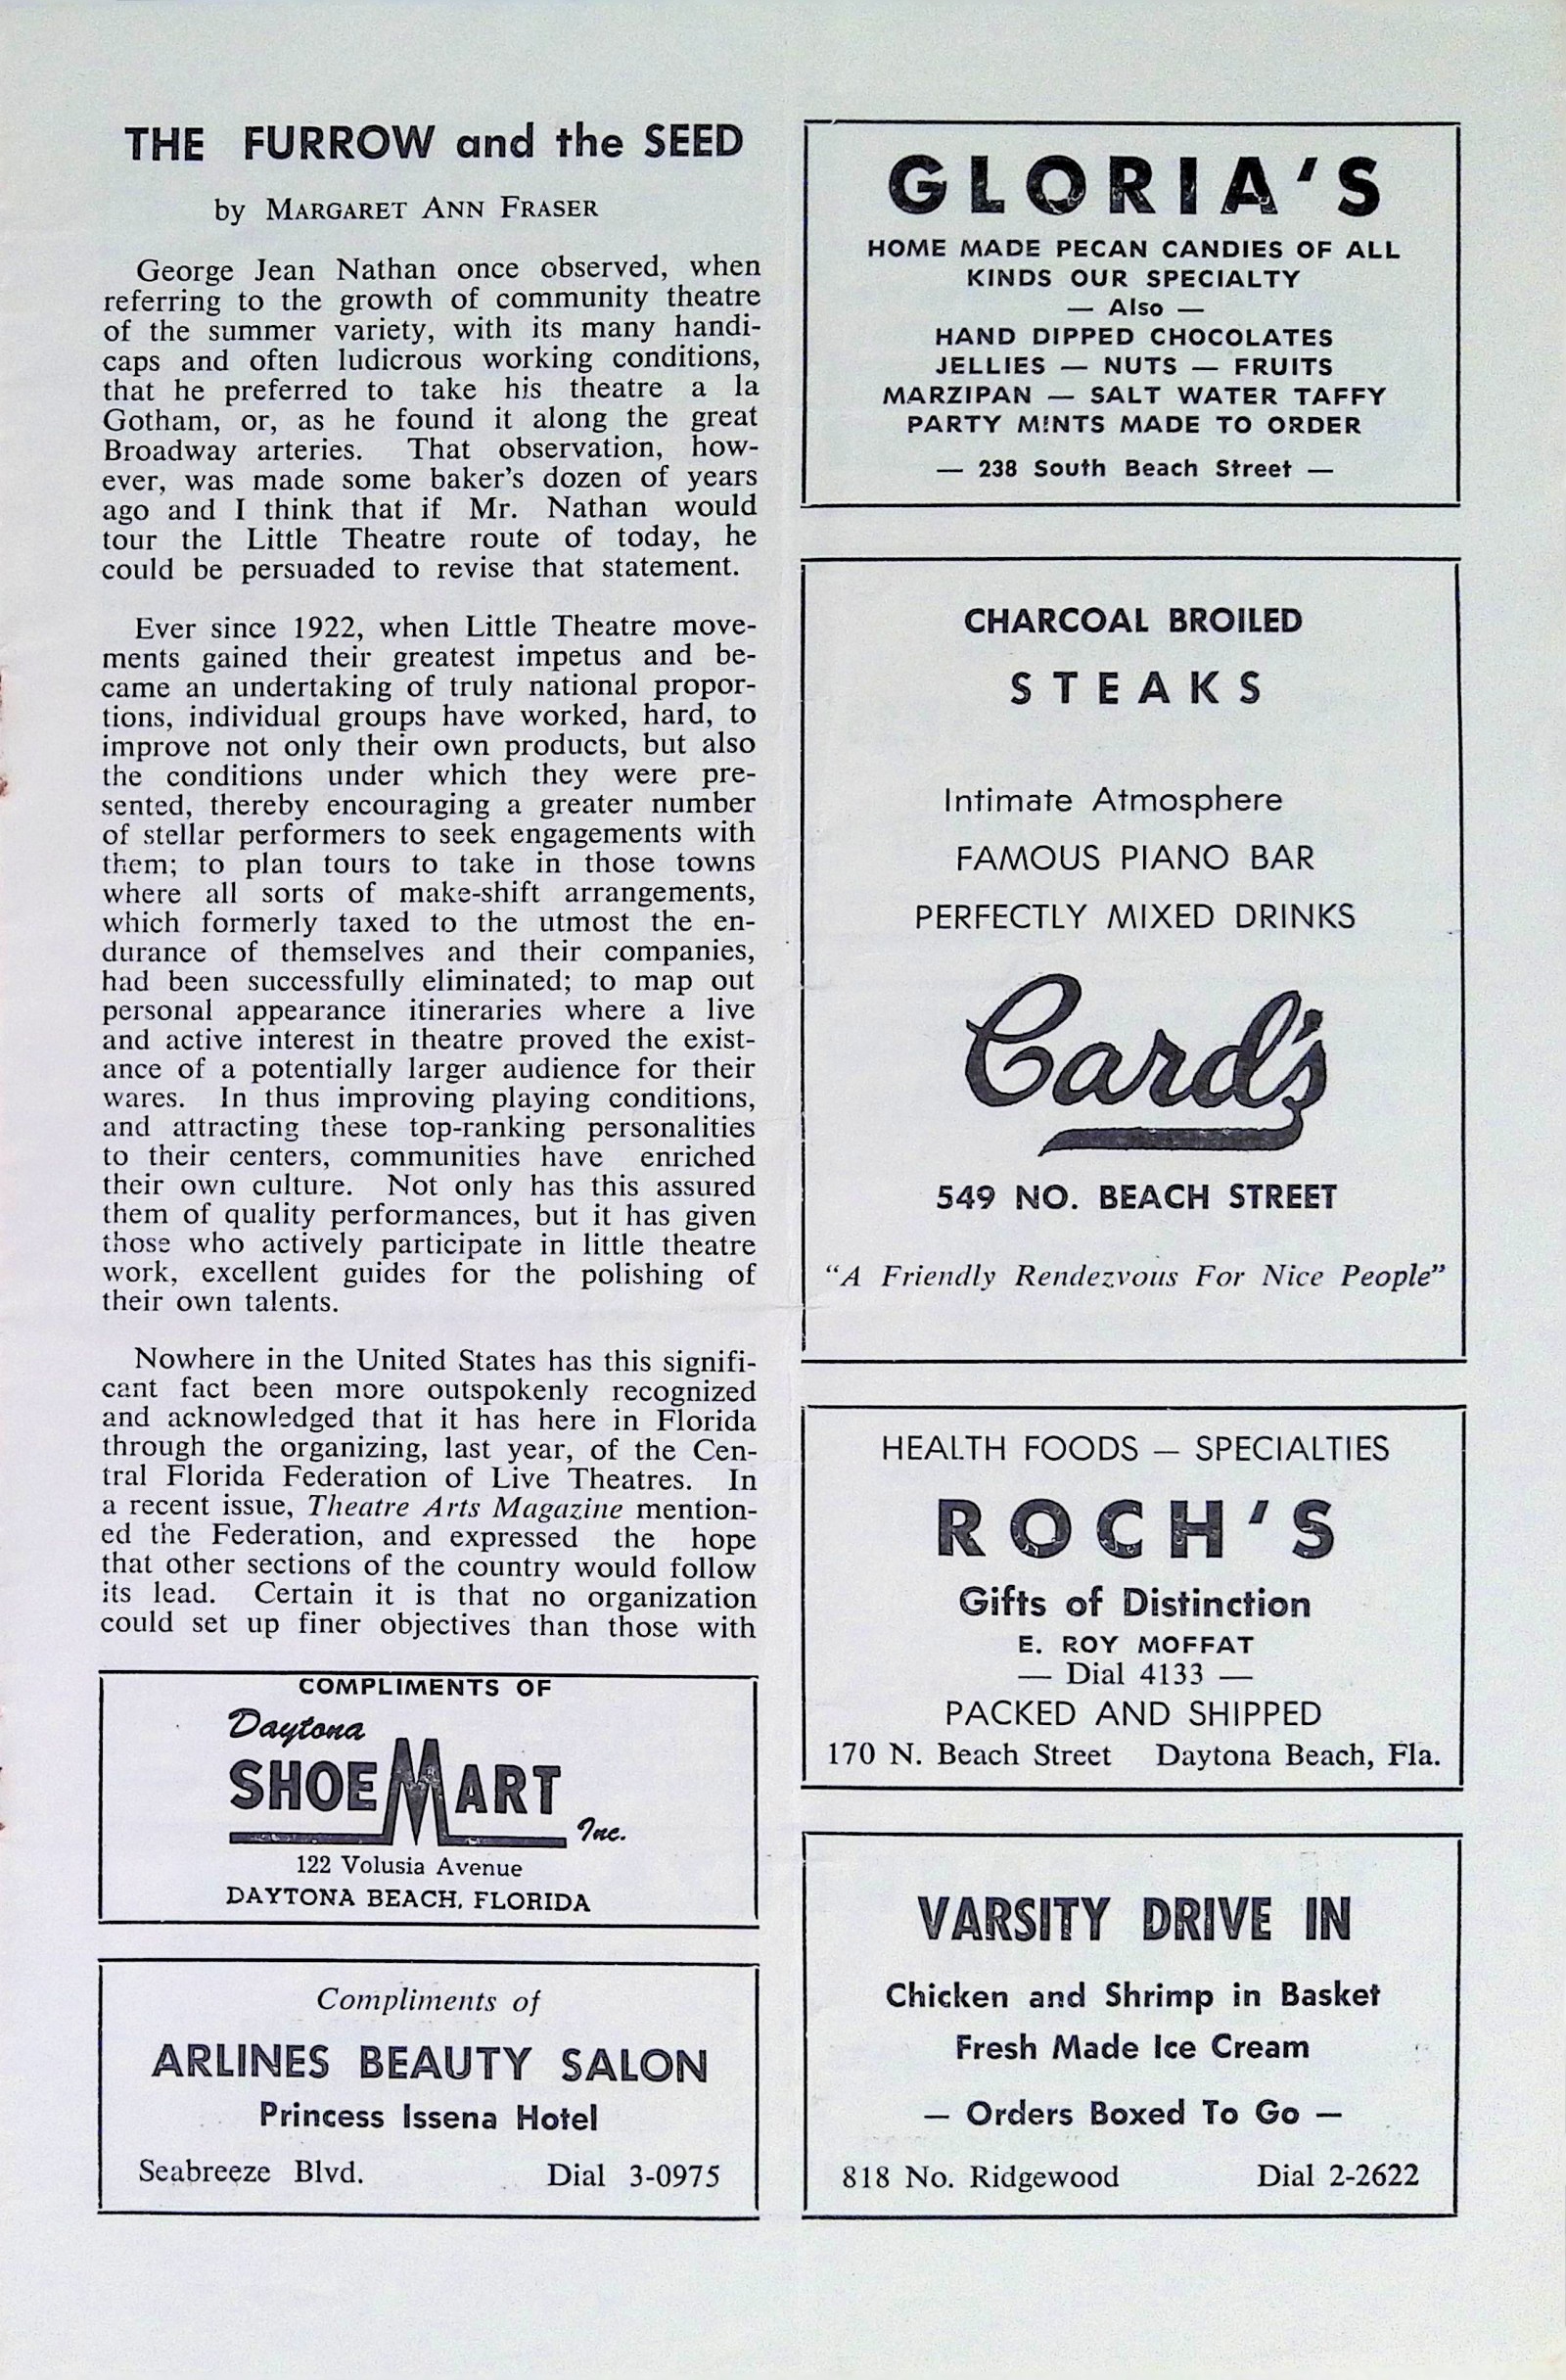 THE FURROW and the SEED
by MARGARET ANN FRASER
George Jean Nathan once observed, when
referring to the growth of community theatre
of the summer variety, with its many handi-
caps and often ludicrous working conditions,
that he preferred to take his theatre a la
Gotham, or, as he found it along the great
Broadway arteries. That observation, how-
ever, was made some baker's dozen of years
ago and I think that if Mr. Nathan would
tour the Little Theatre route of today, he
could be persuaded to revise that statement.
Ever since 1922, when Little Theatre move-
ments gained their greatest impetus and be-
came an undertaking of truly national propor-
tions, individual groups have worked, hard, to
improve not only their own products, but also
the conditions under which they were pre-
sented, thereby encouraging a greater number
of stellar performers to seek engagements with
them; to plan tours to take in those towns
where all sorts of make-shift arrangements,
which formerly taxed to the utmost the en-
durance of themselves and their companies,
had been successfully eliminated; to map out
personal appearance itineraries where a live
and active interest in theatre proved the exist-
ance of a potentially larger audience for their
wares. In thus improving playing conditions,
and attracting these top-ranking personalities
to their centers, communities have enriched
their own culture. Not only has this assured
them of quality performances, but it has given
those who actively participate in little theatre
work, excellent guides for the polishing of
their own talents.
Nowhere in the United States has this signifi-
cant fact been more outspokenly recognized
and acknowledged that it has here in Florida
through the organizing, last year, of the Cen-
tral Florida Federation of Live Theatres. In
a recent issue, Theatre Arts Magazine mention-
ed the Federation, and expressed the hope
that other sections of the country would follow
its lead. Certain it is that no organization
could set up finer objectives than those with
COMPLIMENTS OF
Daytona
SHOE MART
Inc.
122 Volusia Avenue
DAYTONA BEACH, FLORIDA
Compliments of
ARLINES BEAUTY SALON
Princess Issena Hotel
Seabreeze Blvd. Dial 3-0975
GLORIA'S
HOME MADE PECAN CANDIES OF ALL
KINDS OUR SPECIALTY
— Also —
HAND DIPPED CHOCOLATES
JELLIES — NUTS — FRUITS
MARZIPAN — SALT WATER TAFFY
PARTY MINTS MADE TO ORDER
— 238 South Beach Street —
CHARCOAL BROILED
STEAKS
Intimate Atmosphere
FAMOUS PIANO BAR
PERFECTLY MIXED DRINKS
Card's
549 NO. BEACH STREET
"A Friendly Rendezvous For Nice People"
HEALTH FOODS — SPECIALTIES
ROCH'S
Gifts of Distinction
E. ROY MOFFAT
— Dial 4133 —
PACKED AND SHIPPED
170 N. Beach Street Daytona Beach, Fla.
VARSITY DRIVE IN
Chicken and Shrimp in Basket
Fresh Made Ice Cream
— Orders Boxed To Go —
818 No. Ridgewood Dial 2-2622